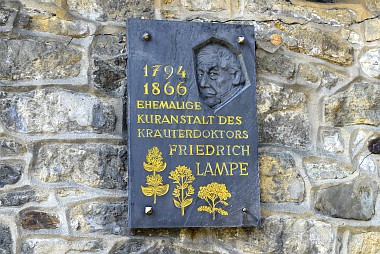 1794
1866
EHEMALIGE
KURANSTALT DES
KRÄUTERDOKTORS
FRIEDRICH
LAMPE